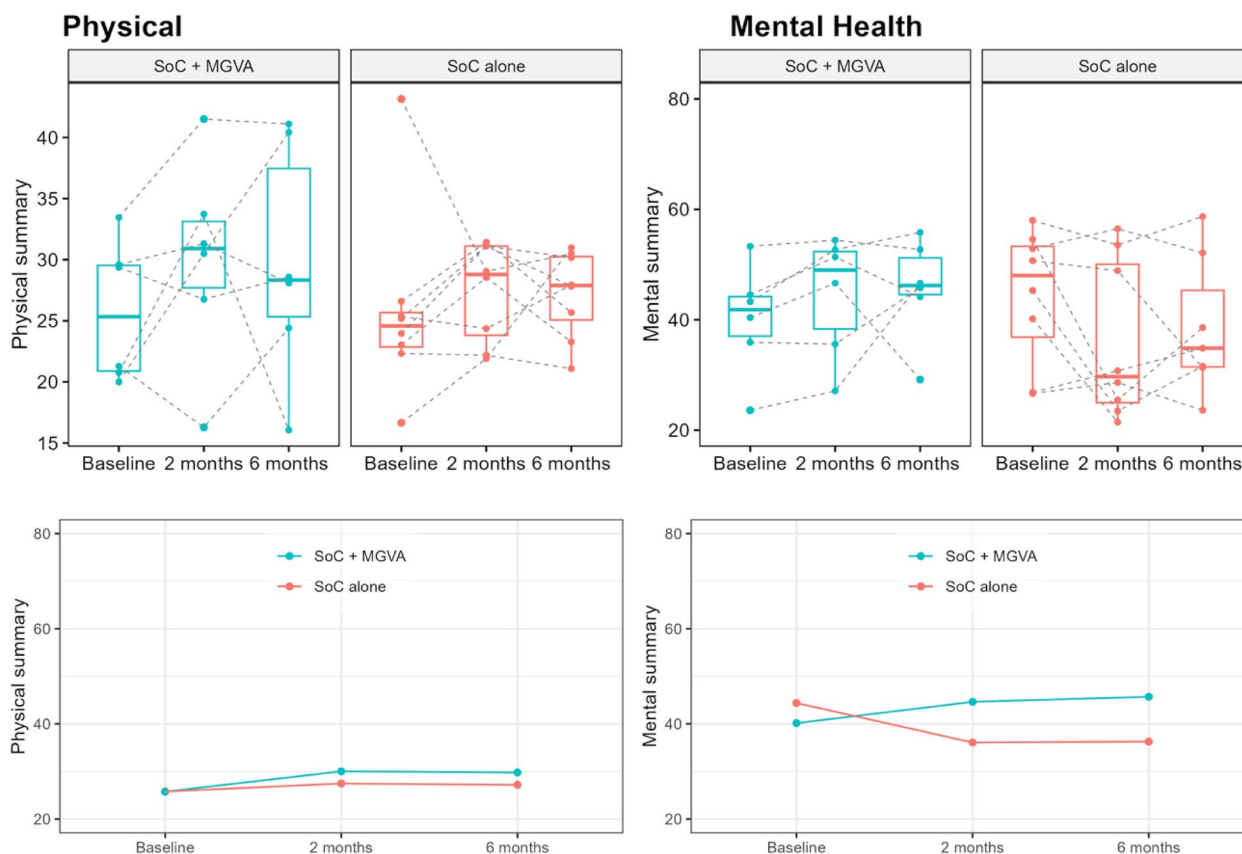 Physical
Mental Health
SoC + MGVA
SoC alone
SoC + MGVA
SoC alone
Physical summary
40
35
30
25
20
15
Baseline 2 months 6 months
Baseline 2 months 6 months
Mental summary
80
60
40
20
Baseline 2 months 6 months
Baseline 2 months 6 months
Physical summary
80
60
40
20
SoC + MGVA
SoC alone
Baseline 2 months 6 months
Mental summary
80
60
40
20
SoC + MGVA
SoC alone
Baseline 2 months 6 months